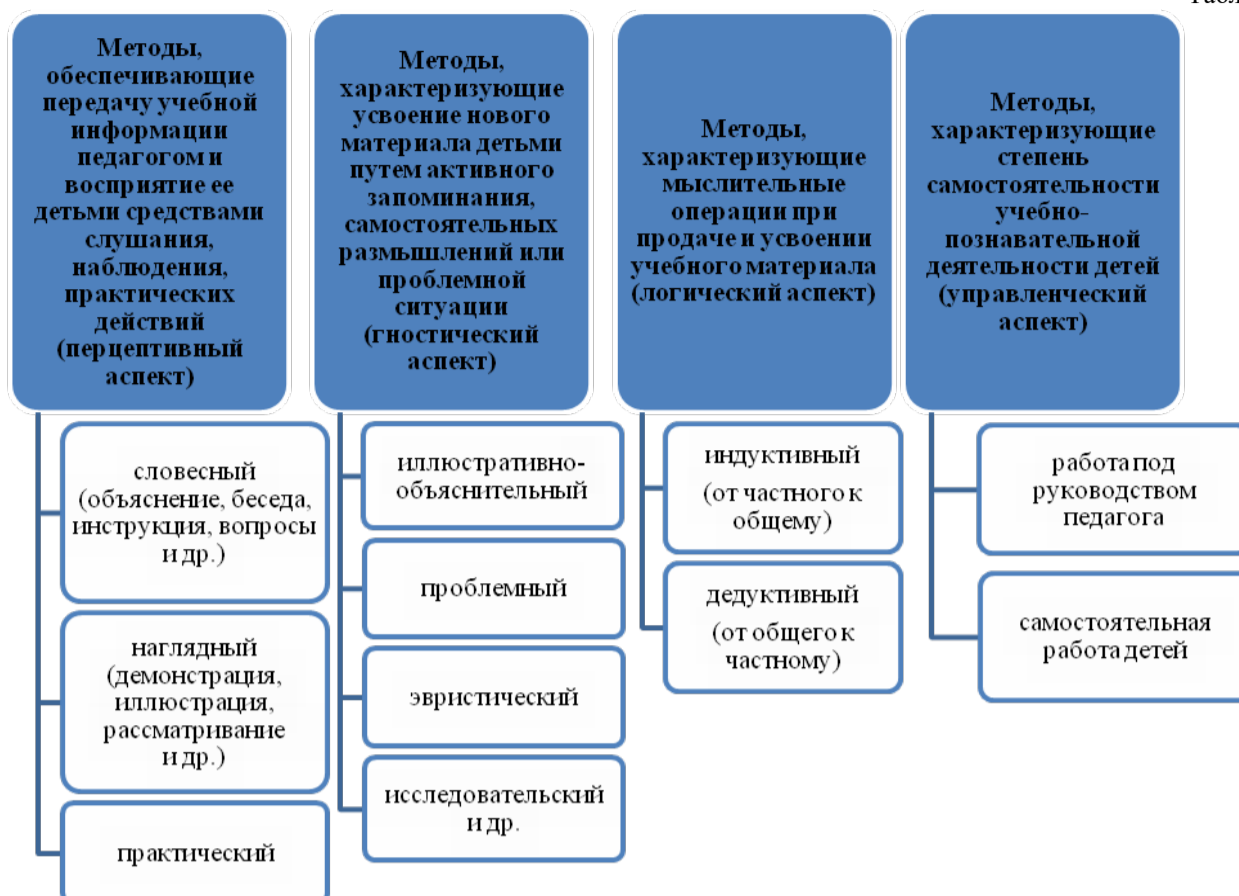 Табл
Методы,
обеспечивающие
передачу учебной
информации
педагогом и
восприятие ее
детьми средствами
слушания,
наблюдения,
практических
действий
(перцептивный
аспект)
словесный
(объяснение, беседа,
инструкция, вопросы
и др.)
наглядный
(демонстрация,
иллюстрация,
рассматривание
и др.)
практический
Методы,
характеризующие
усвоение нового
материала детьми
путем активного
запоминания,
самостоятельных
размышлений или
проблемной
ситуации
(гностический
аспект)
иллюстративно-
объяснительный
проблемный
эвристический
исследовательский
и др.
Методы,
характеризующие
мыслительные
операции при
продаче и усвоении
учебного материала
(логический аспект)
индуктивный
(от частного к
общему)
дедуктивный
(от общего к
частному)
Методы,
характеризующие
степень
самостоятельности
учебно-
познавательной
деятельности детей
(управленческий
аспект)
работа под
руководством
педагога
самостоятельная
работа детей